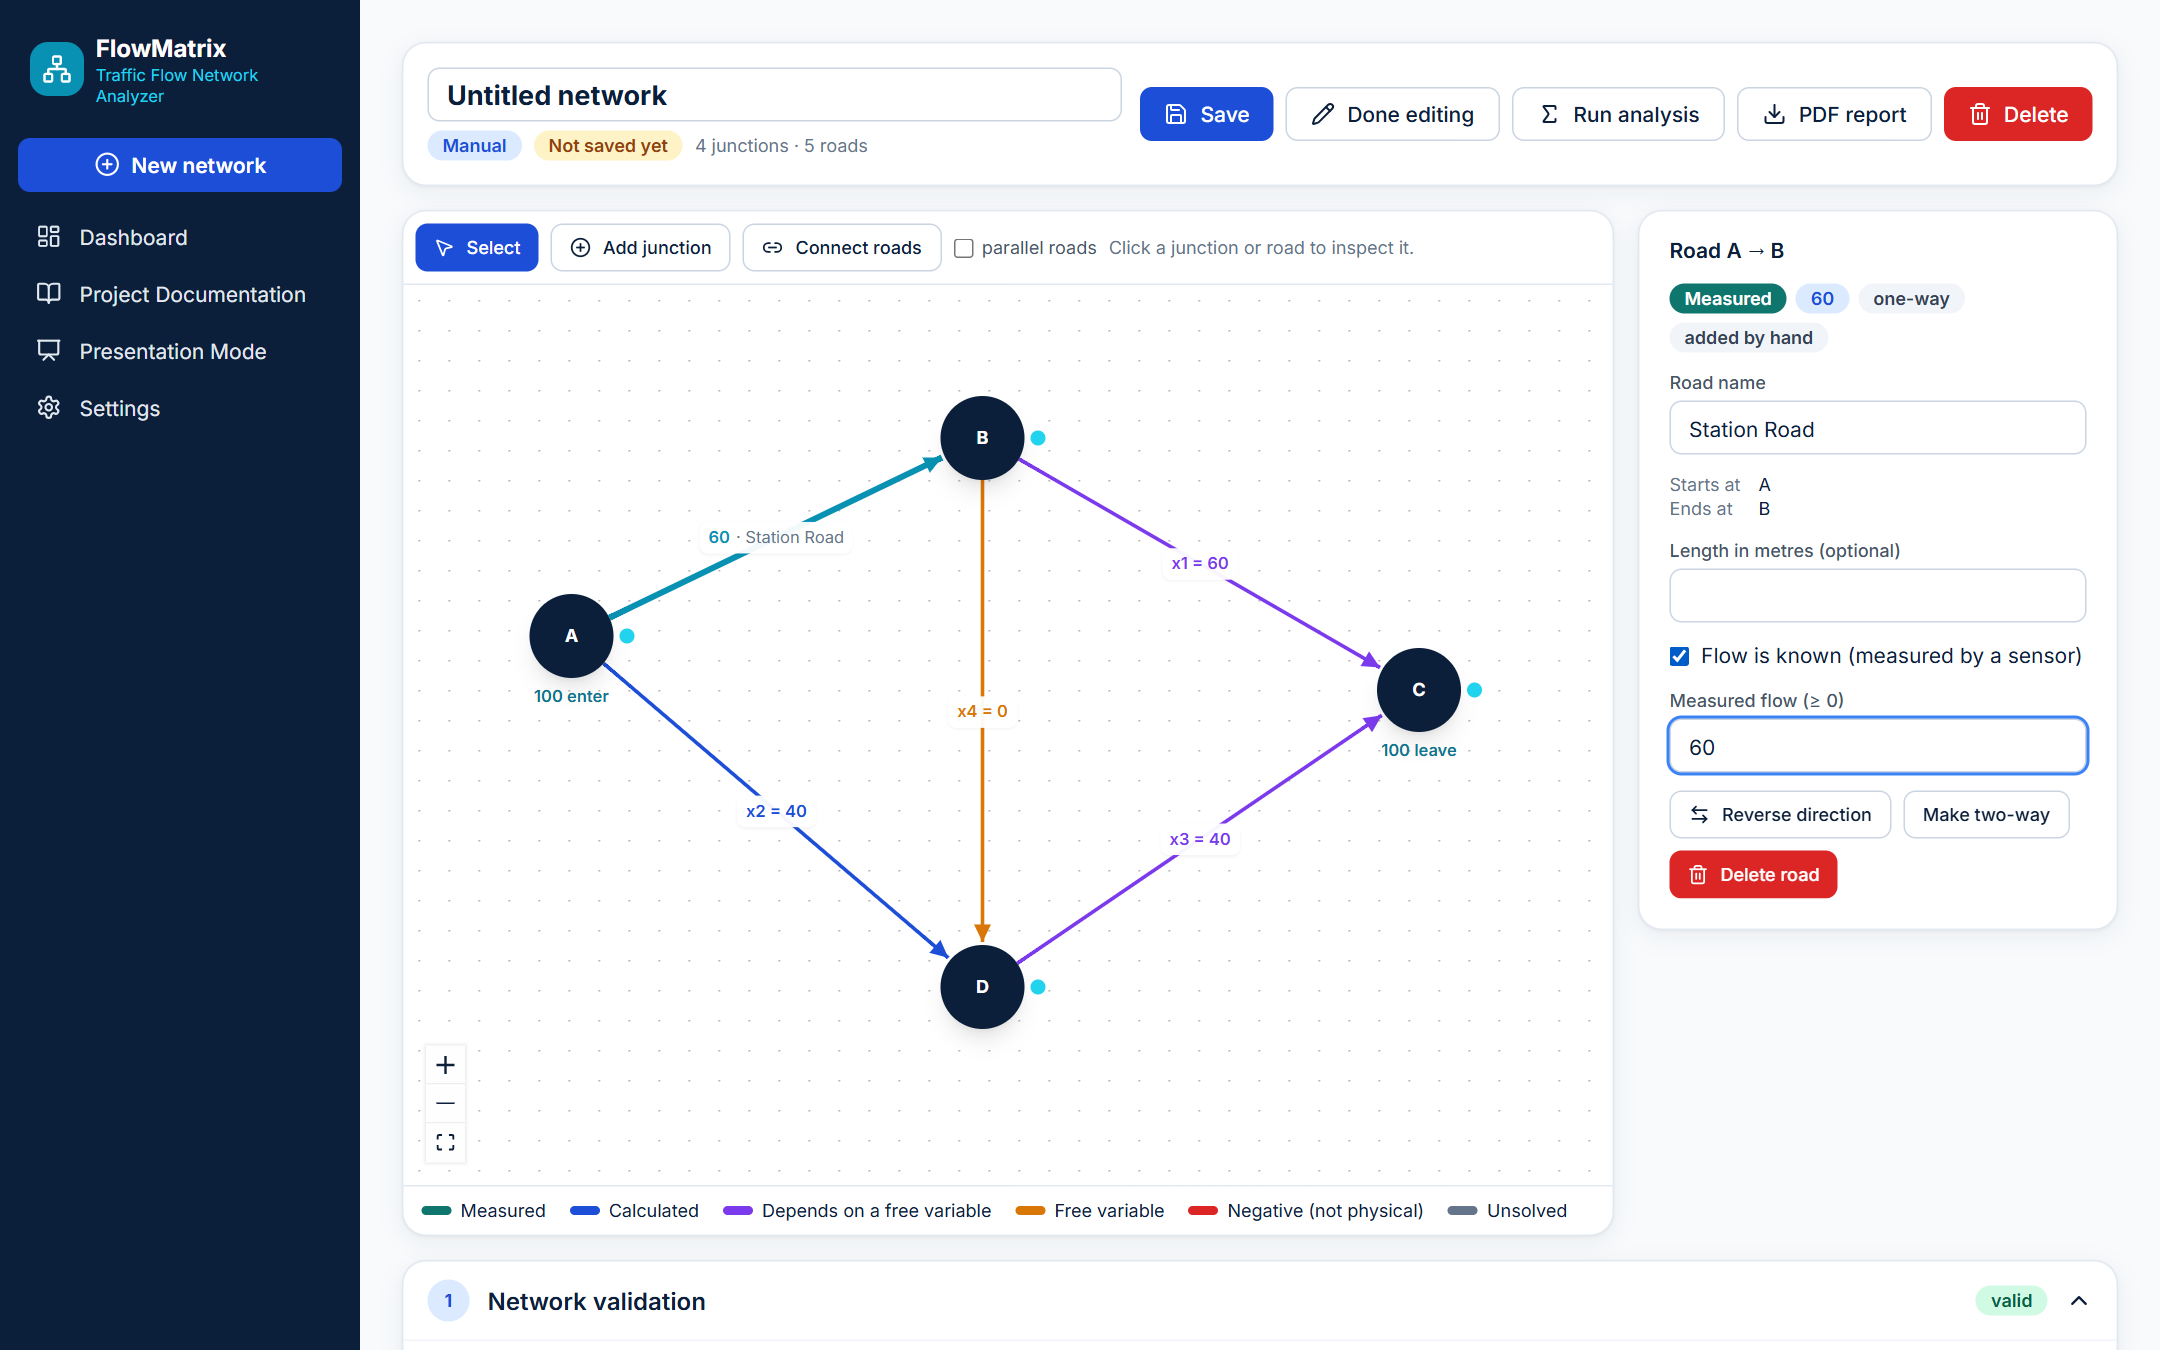 FlowMatrix
Traffic Flow Network
Analyzer
New network
Dashboard
Project Documentation
Presentation Mode
Settings
Untitled network
Manual
Not saved yet
4 junctions · 5 roads
Save
Done editing
Run analysis
PDF report
Delete
Select
Add junction
Connect roads
parallel roads
Click a junction or road to inspect it.
B
60 · Station Road
x1 = 60
A
100 enter
x4 = 0
C
100 leave
x2 = 40
x3 = 40
D
Measured
Calculated
Depends on a free variable
Free variable
Negative (not physical)
Unsolved
Road A → B
Measured
60
one-way
added by hand
Road name
Station Road
Starts at A
Ends at B
Length in metres (optional)
Flow is known (measured by a sensor)
Measured flow (≥ 0)
60
Reverse direction
Make two-way
Delete road
1
Network validation
valid